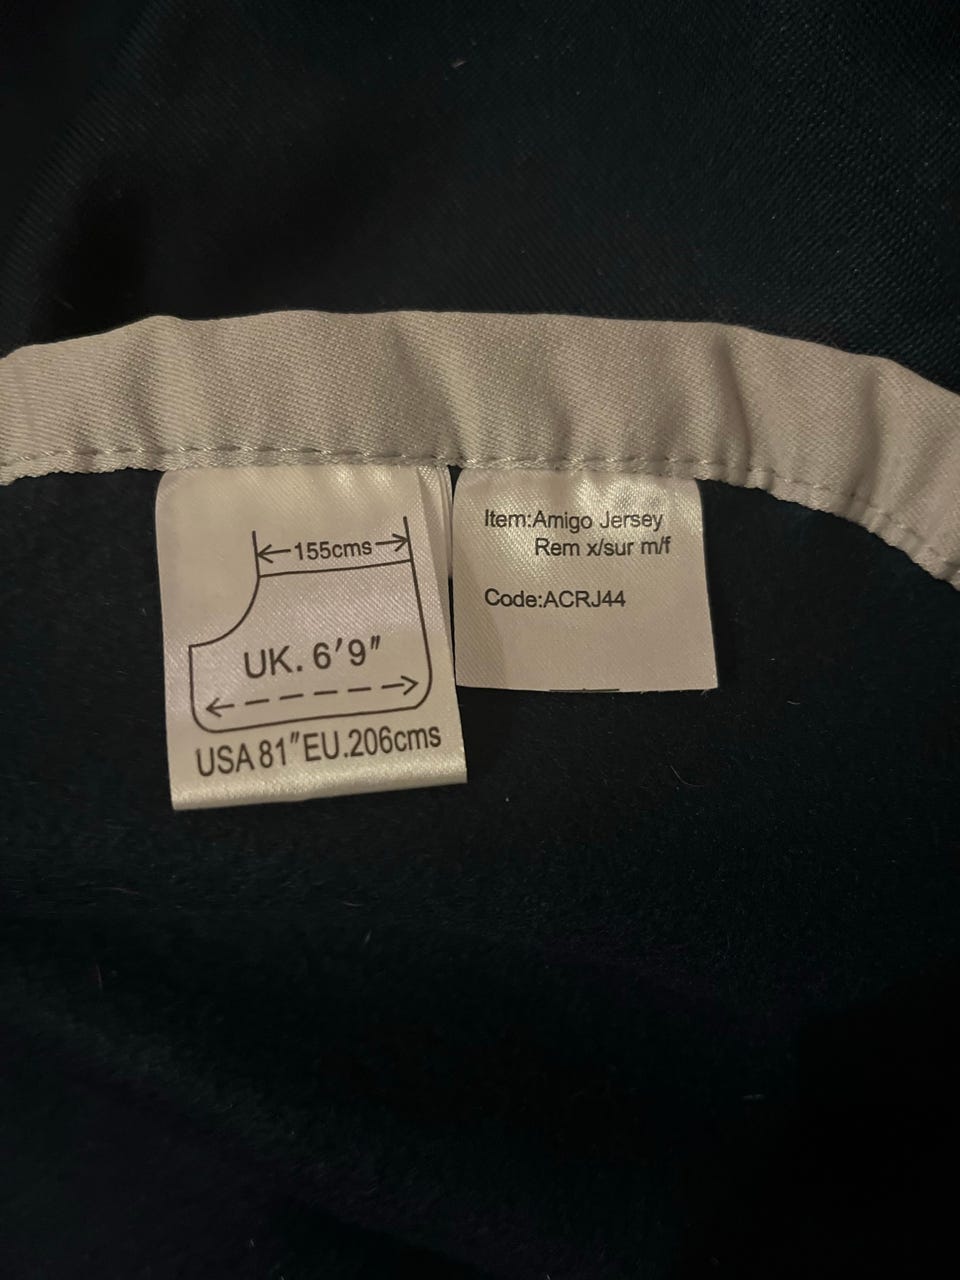 155cms
UK. 6'9"
USA 81" EU.206cms
Item:Amigo Jersey
Rem x/sur m/f
Code:ACRJ44